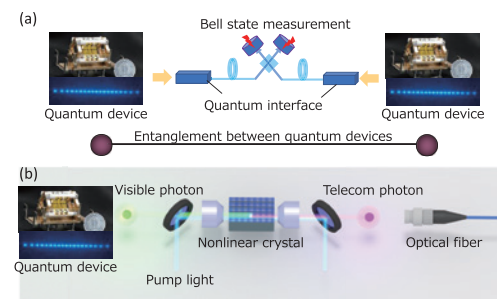 (a)
Bell state measurement
Quantum device
Quantum interface
Quantum device
Entanglement between quantum devices
(b)
Visible photon
Telecom photon
Nonlinear crystal
Optical fiber
Quantum device
Pump light